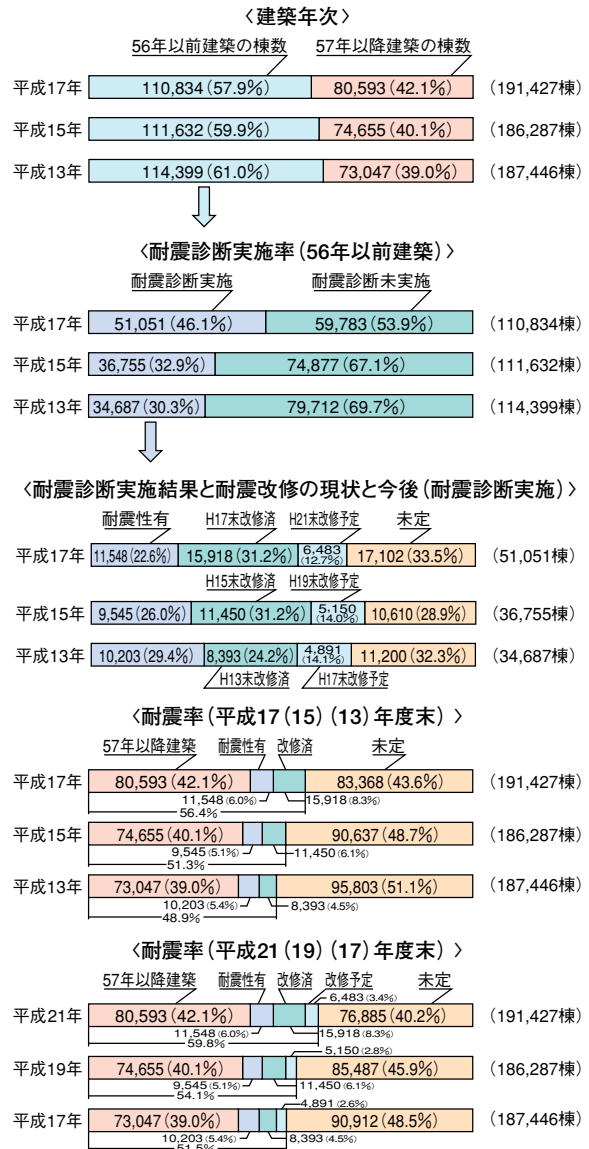 〈建築年次〉
56年以前建築の棟数 57年以降建築の棟数
平成17年 110,834(57.9%) 80,593(42.1%) (191,427棟)
平成15年 111,632(59.9%) 74,655(40.1%) (186,287棟)
平成13年 114,399(61.0%) 73,047(39.0%) (187,446棟)
〈耐震診断実施率(56年以前建築)〉
耐震診断実施 耐震診断未実施
平成17年 51,051(46.1%) 59,783(53.9%) (110,834棟)
平成15年 36,755(32.9%) 74,877(67.1%) (111,632棟)
平成13年 34,687(30.3%) 79,712(69.7%) (114,399棟)
〈耐震診断実施結果と耐震改修の現状と今後(耐震診断実施)〉
耐震性有 H17末改修済 H21末改修予定 未定
平成17年 11,548(22.6%) 15,918(31.2%) 6,483(12.7%) 17,102(33.5%) (51,051棟)
H15末改修済 H19末改修予定
平成15年 9,545(26.0%) 11,450(31.2%) 5,150(14.0%) 10,610(28.9%) (36,755棟)
平成13年 10,203(29.4%) 8,393(24.2%) 4,891(14.1%) 11,200(32.3%) (34,687棟)
H13末改修済 H17末改修予定
〈耐震率(平成17(15)(13)年度末)〉
57年以降建築 耐震性有 改修済 未定
平成17年 80,593(42.1%) 83,368(43.6%) (191,427棟)
11,548(6.0%) 15,918(8.3%)
56.4%
平成15年 74,655(40.1%) 90,637(48.7%) (186,287棟)
9,545(5.1%) 11,450(6.1%)
51.3%
平成13年 73,047(39.0%) 95,803(51.1%) (187,446棟)
10,203(5.4%) 8,393(4.5%)
48.9%
〈耐震率(平成21(19)(17)年度末)〉
57年以降建築 耐震性有 改修済 改修予定 未定
6,483(3.4%)
平成21年 80,593(42.1%) 76,885(40.2%) (191,427棟)
11,548(6.0%) 15,918(8.3%)
59.8%
5,150(2.8%)
平成19年 74,655(40.1%) 85,487(45.9%) (186,287棟)
9,545(5.1%) 11,450(6.1%)
54.1%
4,891(2.6%)
平成17年 73,047(39.0%) 90,912(48.5%) (187,446棟)
10,203(5.4%) 8,393(4.5%)
51.5%